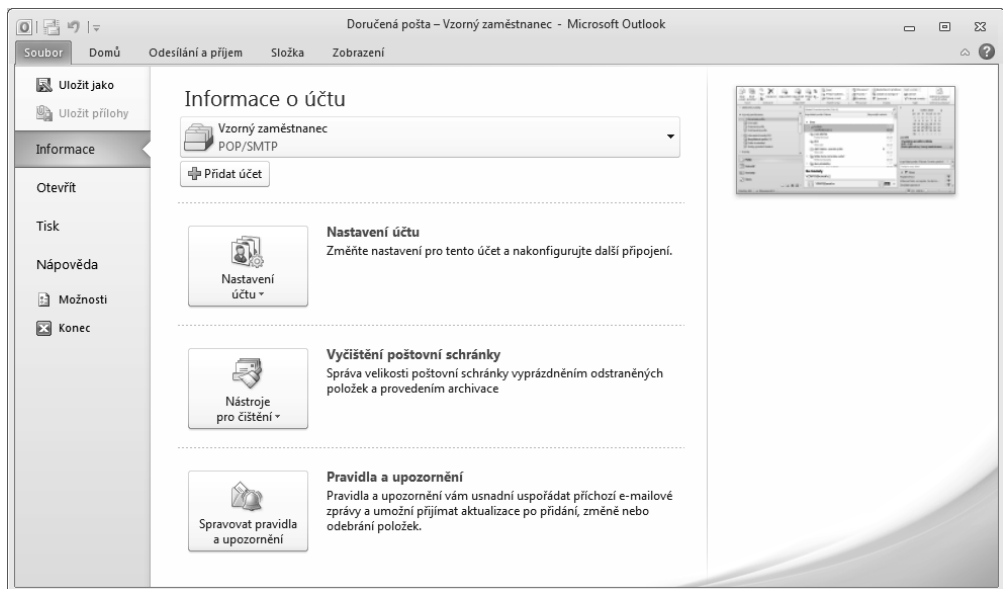 Doručená pošta – Vzorný zaměstnanec - Microsoft Outlook
Soubor Domů Odesílání a příjem Složka Zobrazení
Uložit jako
Uložit přílohy
Informace
Otevřít
Tisk
Nápověda
Možnosti
Konec
Informace o účtu
Vzorný zaměstnanec
POP/SMTP
Přidat účet
Nastavení
účtu
Nastavení účtu
Změňte nastavení pro tento účet a nakonfigurujte další připojení.
Nástroje
pro čištění
Vyčištění poštovní schránky
Správa velikosti poštovní schránky vyprázdněním odstraněných
položek a provedením archivace
Spravovat pravidla
a upozornění
Pravidla a upozornění
Pravidla a upozornění vám usnadní uspořádat příchozí e-mailové
zprávy a umožní přijímat aktualizace po přidání, změně nebo
odebrání položek.